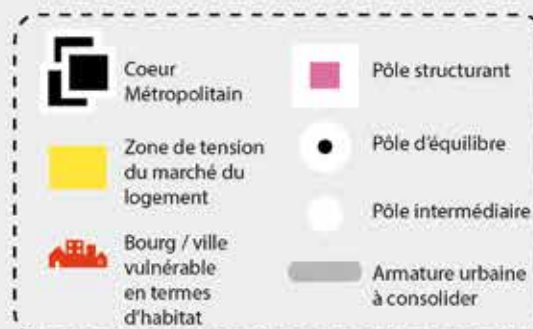 Coeur
Métropolitain
Zone de tension
du marché du
logement
Bourg / ville
vulnérable
en termes
d'habitat
Pôle structurant
Pôle d'équilibre
Pôle intermédiaire
Armature urbaine
à consolider